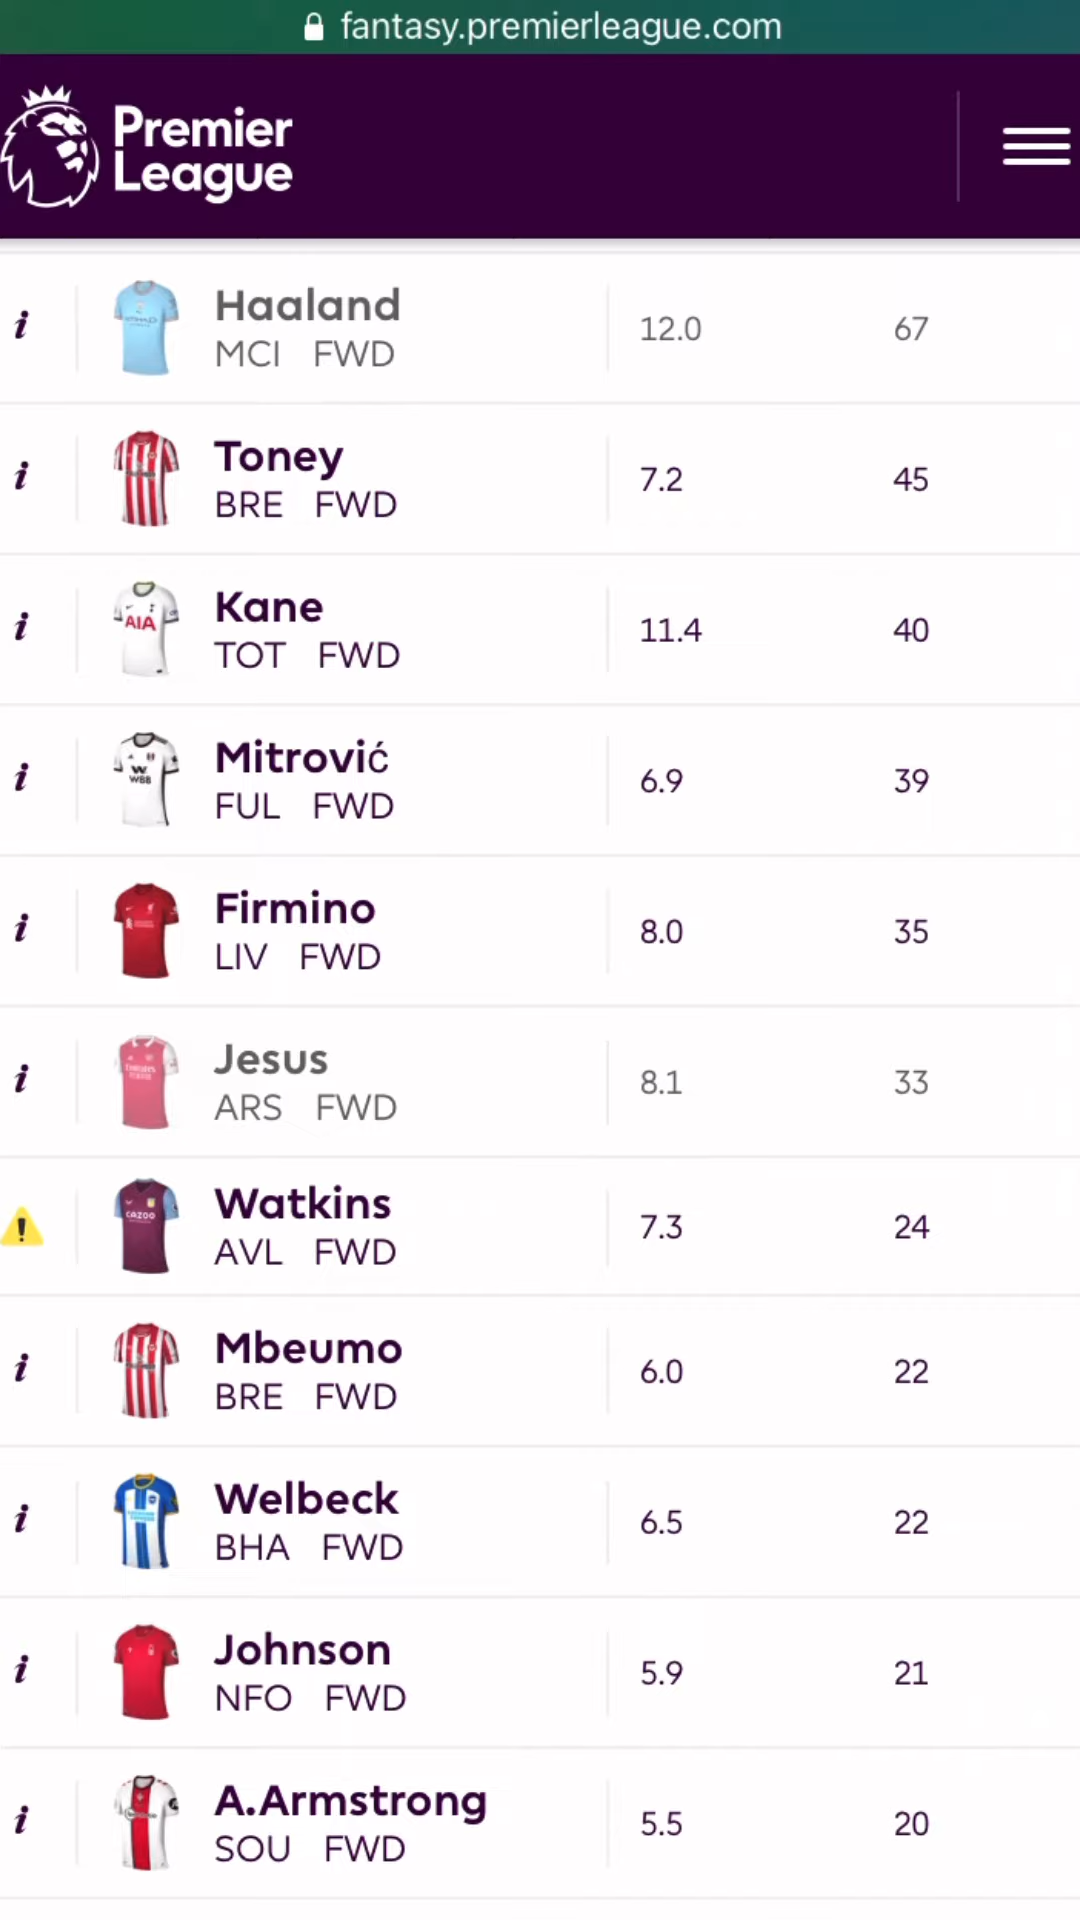 fantasy.premierleague.com
Premier
League
i
Haaland
MCI FWD
12.0
67
i
Toney
BRE FWD
7.2
45
i
AIA
Kane
TOT FWD
11.4
40
i
W88
Mitrović
FUL FWD
6.9
39
i
Firmino
LIV FWD
8.0
35
i
Jesus
ARS FWD
8.1
33
!
CAZOO
Watkins
AVL FWD
7.3
24
i
Mbeumo
BRE FWD
6.0
22
i
Welbeck
BHA FWD
6.5
22
i
Johnson
NFO FWD
5.9
21
i
A.Armstrong
SOU FWD
5.5
20